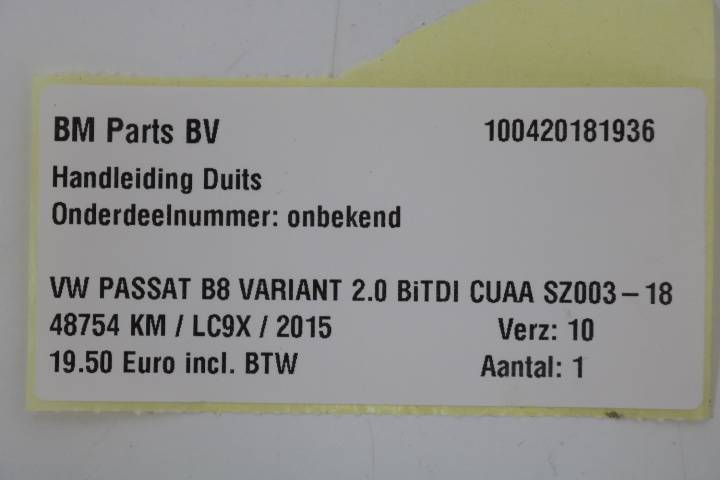 BM Parts BV 100420181936
Handleiding Duits
Onderdeelnummer: onbekend
VW PASSAT B8 VARIANT 2.0 BiTDI CUAA SZ003-18
48754 KM / LC9X / 2015 Verz: 10
19.50 Euro incl. BTW Aantal: 1